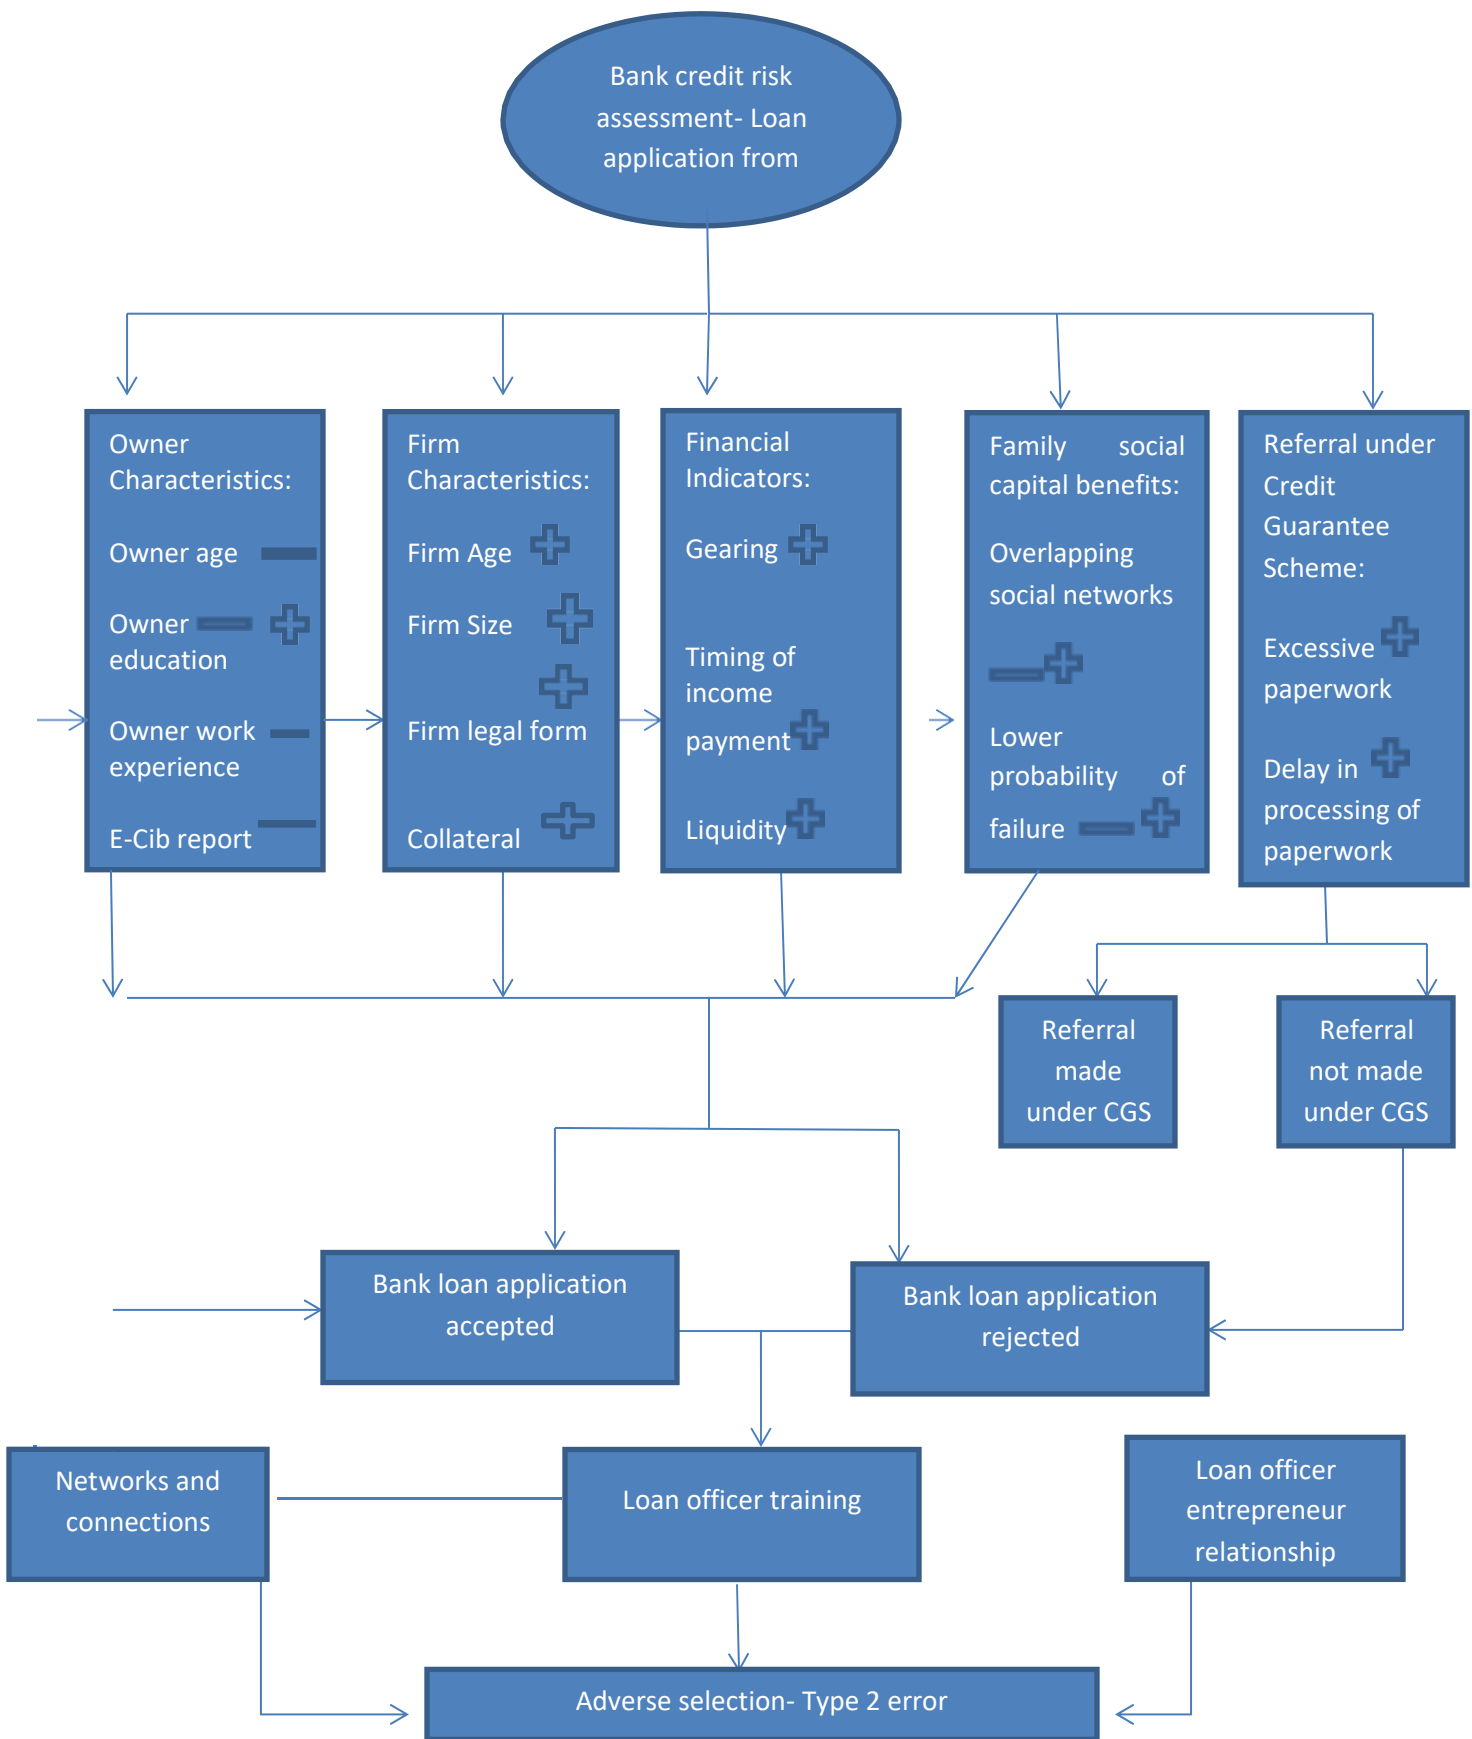 Bank credit risk
assessment- Loan
application from
Owner
Characteristics:
Owner age
Owner
education
Owner work
experience
E-Cib report
Firm
Characteristics:
Firm Age
Firm Size
Firm legal form
Collateral
Financial
Indicators:
Gearing
Timing of
income
payment
Liquidity
Family social
capital benefits:
Overlapping
social networks
Lower
probability of
failure
Referral under
Credit
Guarantee
Scheme:
Excessive
paperwork
Delay in
processing of
paperwork
Referral
made
under CGS
Referral
not made
under CGS
Bank loan application
accepted
Bank loan application
rejected
Networks and
connections
Loan officer training
Loan officer
entrepreneur
relationship
Adverse selection- Type 2 error